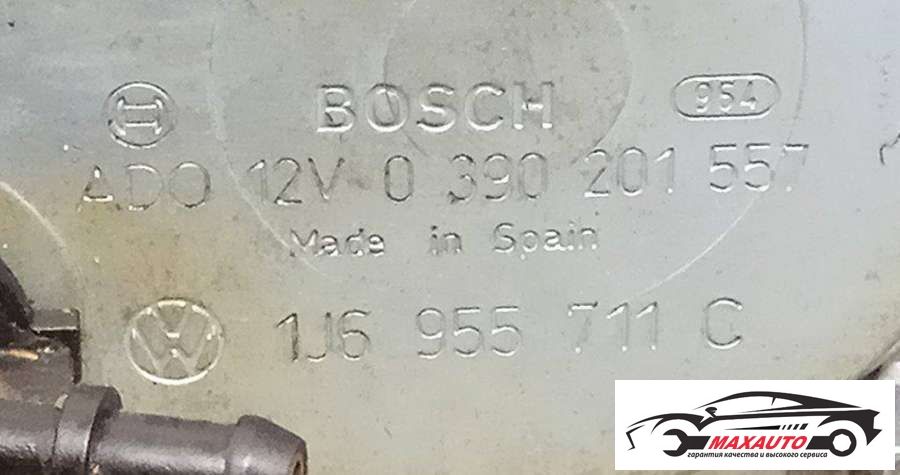 BOSCH 954
ADO 12V 0 390 201 557
Made in Spain
VW 1J6 955 711 C
MAXAUTO
гарантия качества и высокого сервиса